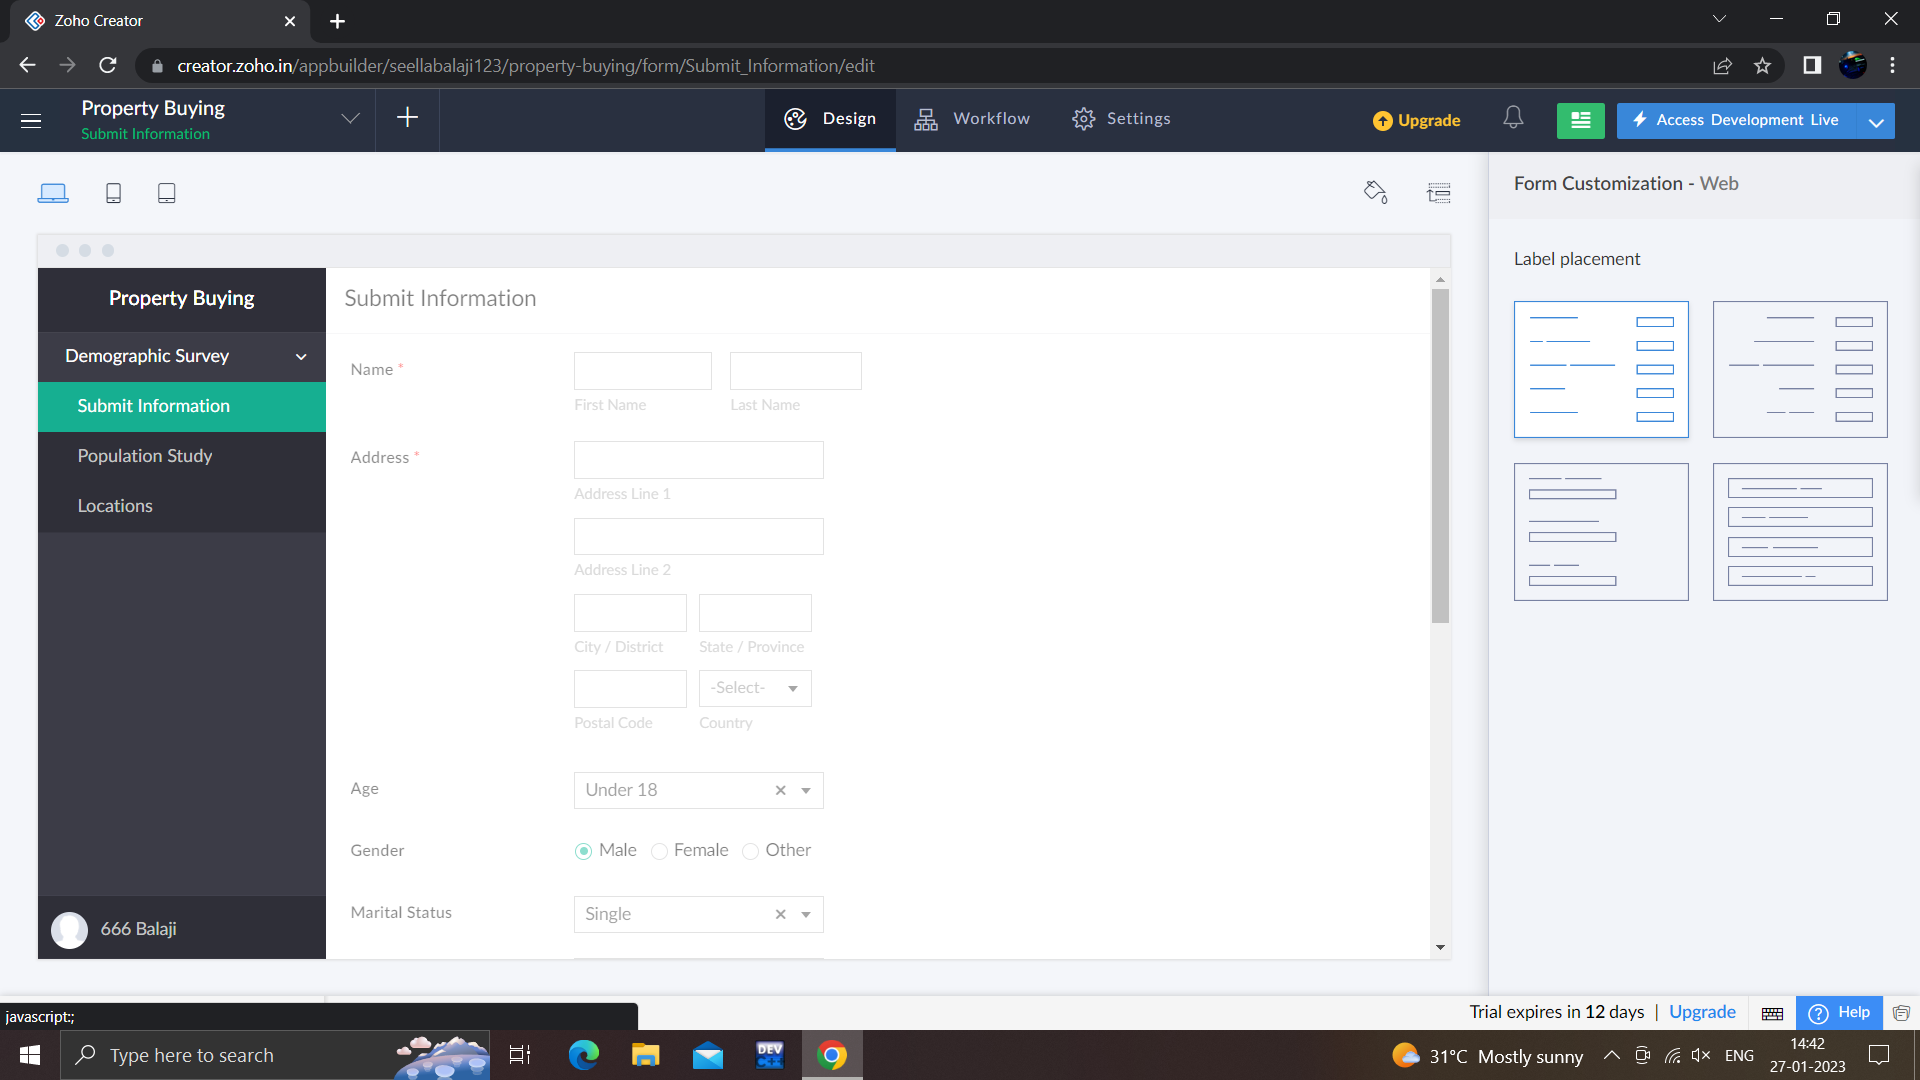 Zoho Creator
creator.zoho.in/appbuilder/seellabalaji123/property-buying/form/Submit_Information/edit
Property Buying
Submit Information
Design
Workflow
Settings
Upgrade
Access Development Live
Form Customization - Web
Label placement
Property Buying
Demographic Survey
Submit Information
Population Study
Locations
666 Balaji
Submit Information
Name *
First Name
Last Name
Address *
Address Line 1
Address Line 2
City / District
State / Province
-Select-
Postal Code
Country
Age
Under 18
Gender
Male
Female
Other
Marital Status
Single
javascript:;
Trial expires in 12 days | Upgrade
Help
Type here to search
DEV
C++
31°C Mostly sunny
ENG
14:42
27-01-2023